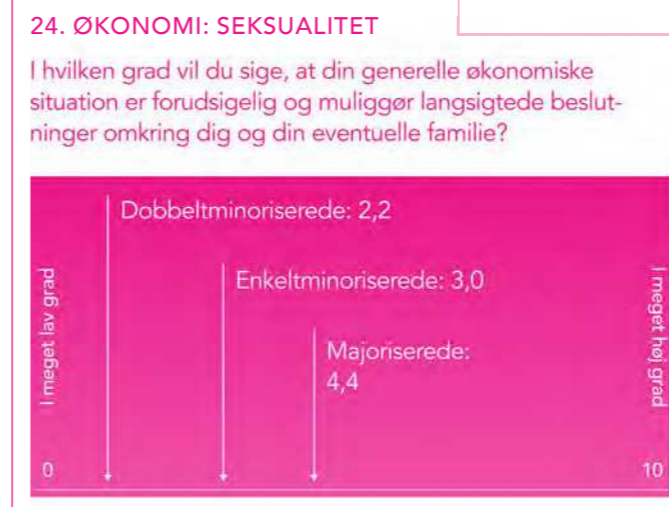 24. ØKONOMI: SEKSUALITET
I hvilken grad vil du sige, at din generelle økonomiske
situation er forudsigelig og muliggør langsigtede beslut-
ninger omkring dig og din eventuelle familie?
Dobbeltminoriserede: 2,2
Enkeltminoriserede: 3,0
Majoriserede:
4,4
I meget lav grad
I meget høj grad
0
10